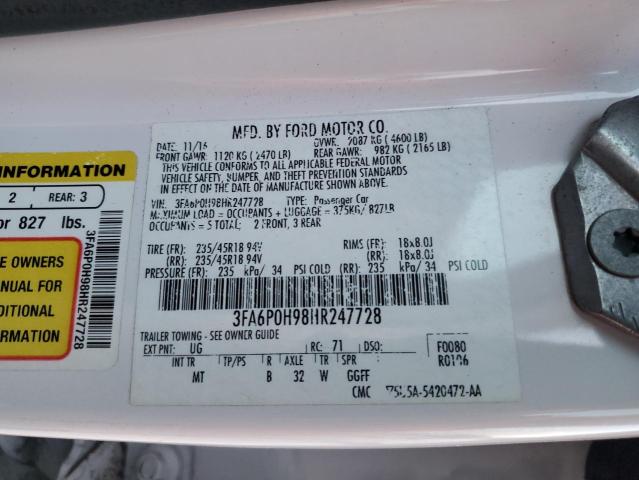 INFORMATION
2 REAR: 3
or 827 lbs.
E OWNERS
NUAL FOR
DITIONAL
ORMATION
3FA6P0H98HR247728
MFD. BY FORD MOTOR CO.
DATE: 11/16 GVWR: 2087 KG ( 4600 LB)
FRONT GAWR: 1120 KG (2470 LB) REAR GAWR: 982 KG ( 2165 LB)
THIS VEHICLE CONFORMS TO ALL APPLICABLE FEDERAL MOTOR
VEHICLE SAFETY, BUMPER, AND THEFT PREVENTION STANDARDS
IN EFFECT ON THE DATE OF MANUFACTURE SHOWN ABOVE.
VIN: 3FA6P0H98HR247728 TYPE: Passenger Car
MAXIMUM LOAD = OCCUPANTS + LUGGAGE = 375KG/ 827LB
OCCUPANTS = 5 TOTAL: 2 FRONT, 3 REAR
TIRE (FR): 235/45R18 94V RIMS (FR): 18x8.0J
(RR): 235/45R18 94V (RR): 18x8.0J
PRESSURE (FR): 235 kPa/ 34 PSI COLD (RR): 235 kPa/ 34 PSI COLD
3FA6P0H98HR247728
TRAILER TOWING - SEE OWNER GUIDE
EXT PNT: UG RC: 71 DSO: F0080
INT TR TP/PS R AXLE TR SPR R0106
MT B 32 W GGFF
CMC 5420472-AA